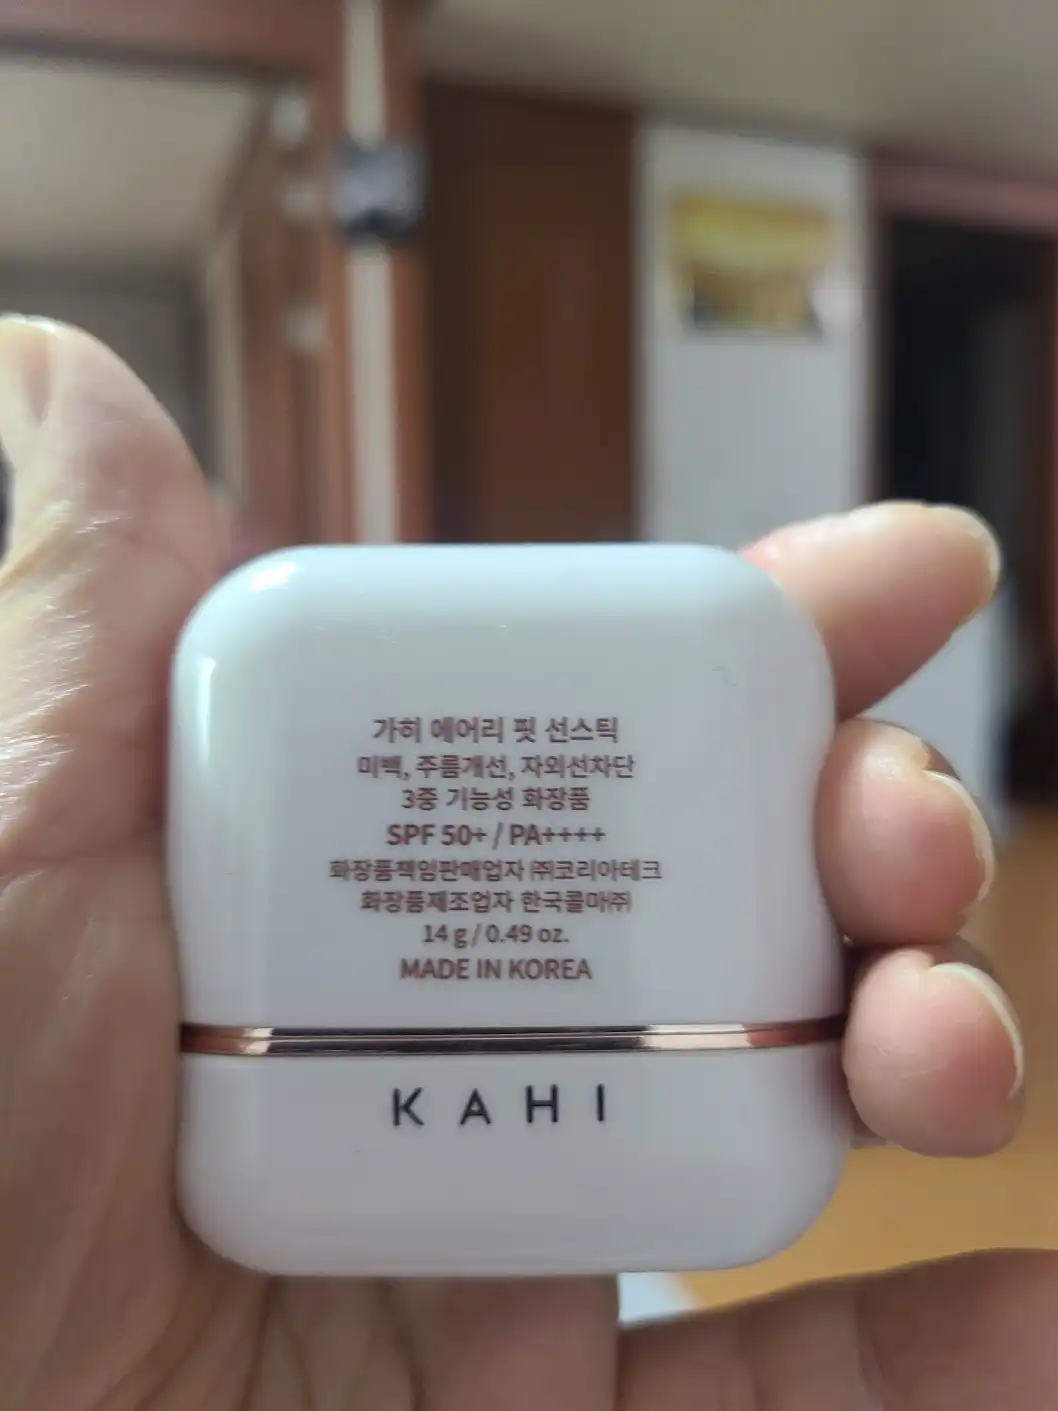 가히 에어리 핏 선스틱
미백, 주름개선, 자외선차단
3중 기능성 화장품
SPF 50+ / PA++++
화장품책임판매업자 ㈜코리아테크
화장품제조업자 한국콜마㈜
14 g / 0.49 oz.
MADE IN KOREA
KAHI